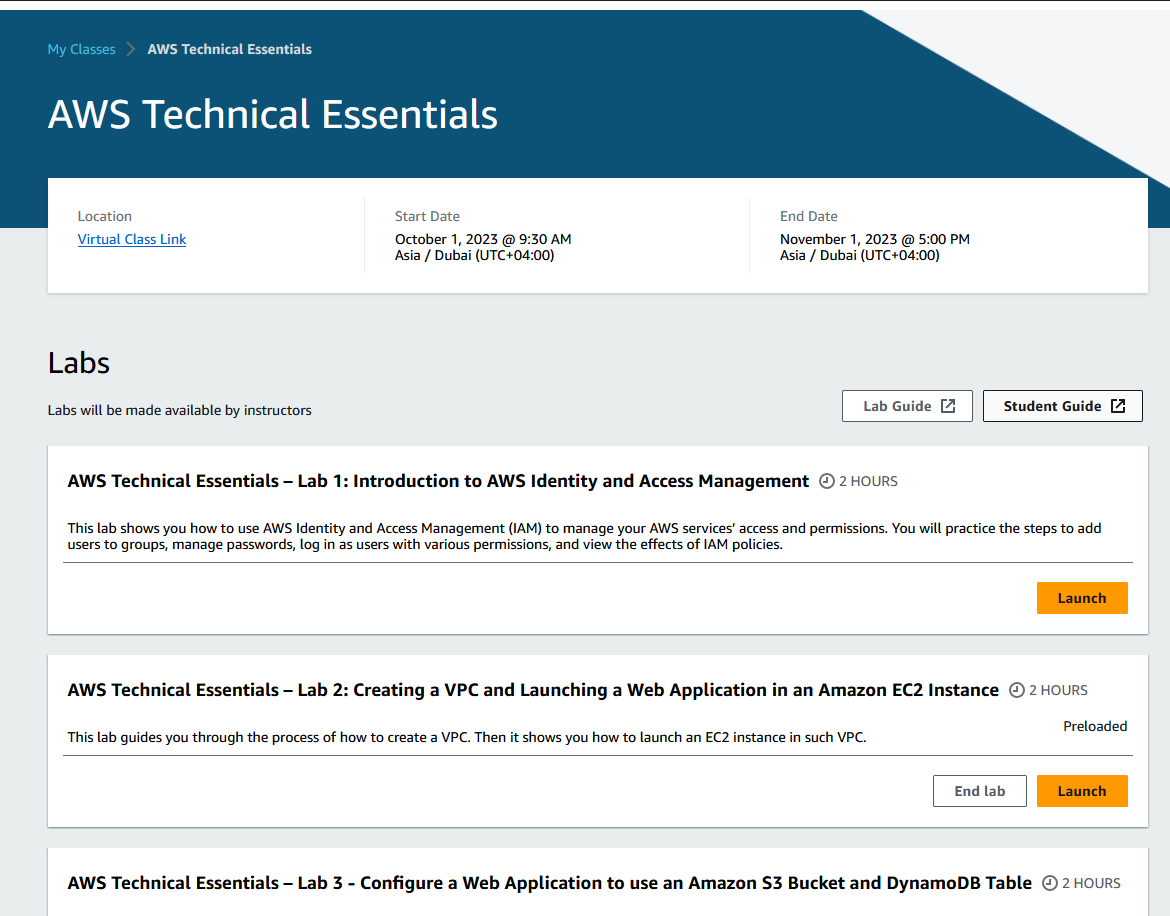 My Classes > AWS Technical Essentials
AWS Technical Essentials
Location
Virtual Class Link
Start Date
October 1, 2023 @ 9:30 AM
Asia / Dubai (UTC+04:00)
End Date
November 1, 2023 @ 5:00 PM
Asia / Dubai (UTC+04:00)
Labs
Labs will be made available by instructors
Lab Guide
Student Guide
AWS Technical Essentials – Lab 1: Introduction to AWS Identity and Access Management 2 HOURS
This lab shows you how to use AWS Identity and Access Management (IAM) to manage your AWS services’ access and permissions. You will practice the steps to add
users to groups, manage passwords, log in as users with various permissions, and view the effects of IAM policies.
Launch
AWS Technical Essentials – Lab 2: Creating a VPC and Launching a Web Application in an Amazon EC2 Instance 2 HOURS
Preloaded
This lab guides you through the process of how to create a VPC. Then it shows you how to launch an EC2 instance in such VPC.
End lab
Launch
AWS Technical Essentials – Lab 3 - Configure a Web Application to use an Amazon S3 Bucket and DynamoDB Table 2 HOURS